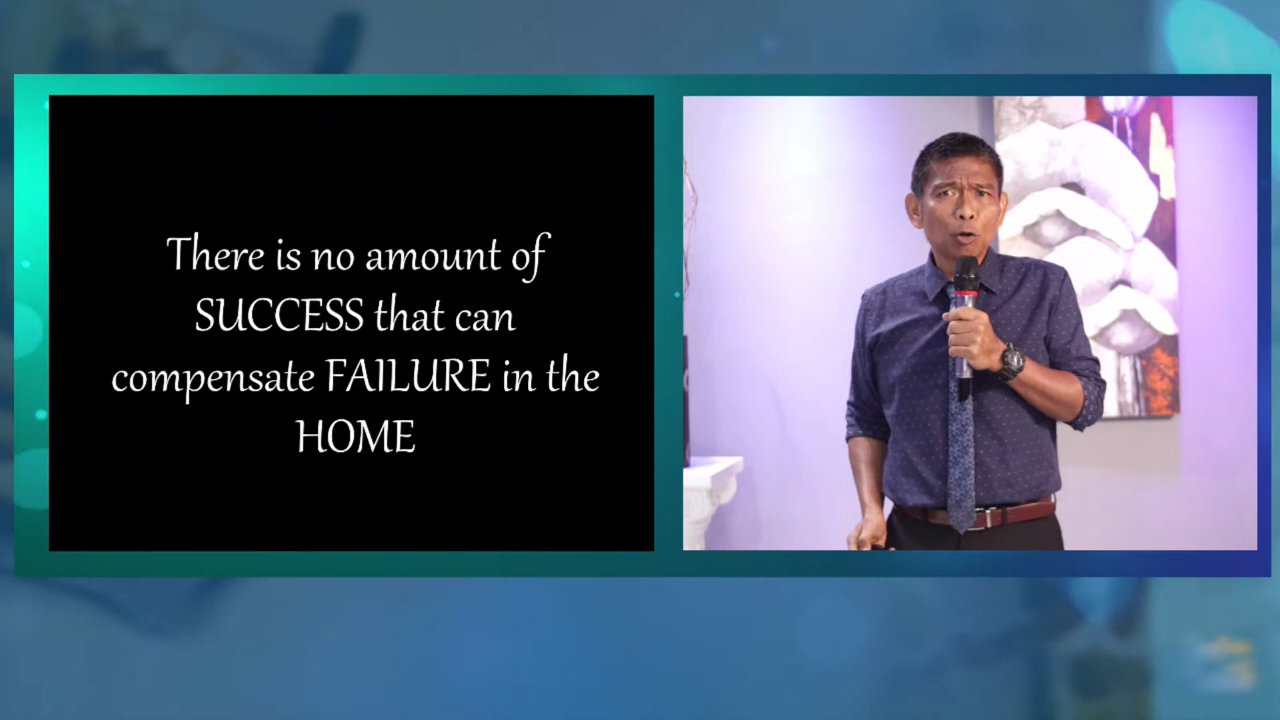 There is no amount of
SUCCESS that can
compensate FAILURE in the
HOME